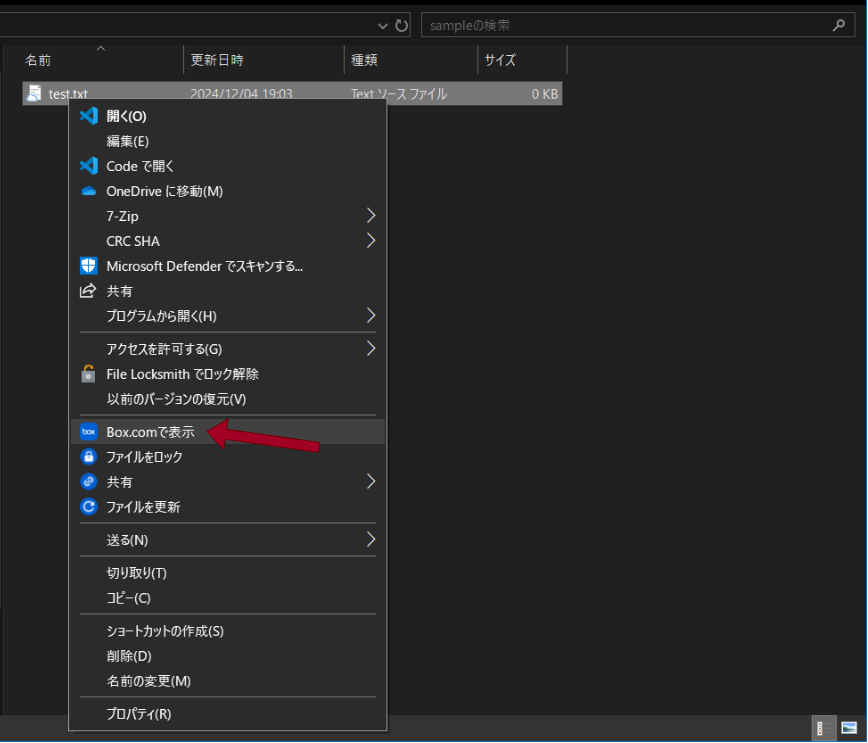 sampleの検索
名前 更新日時 種類 サイズ
test.txt 2024/12/04 19:03 Text ソース ファイル 0 KB
開く(O)
編集(E)
Code で開く
OneDrive に移動(M)
7-Zip
CRC SHA
Microsoft Defender でスキャンする...
共有
プログラムから開く(H)
アクセスを許可する(G)
File Locksmith でロック解除
以前のバージョンの復元(V)
box Box.comで表示
ファイルをロック
共有
ファイルを更新
送る(N)
切り取り(T)
コピー(C)
ショートカットの作成(S)
削除(D)
名前の変更(M)
プロパティ(R)